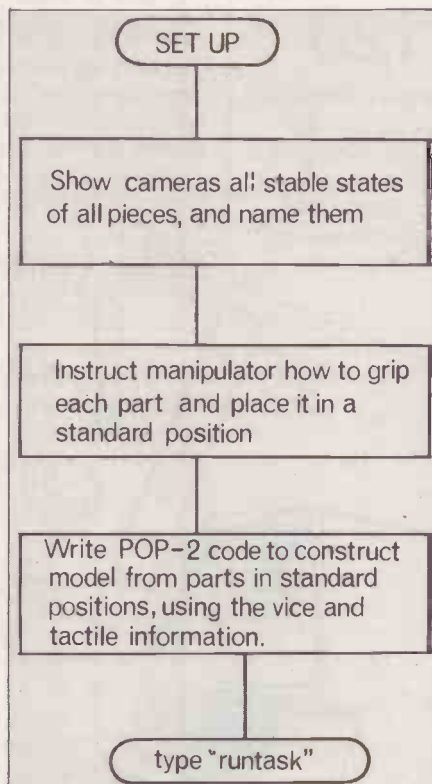 SET UP
Show cameras all stable states
of all pieces, and name them
Instruct manipulator how to grip
each part and place it in a
standard position
Write POP-2 code to construct
model from parts in standard
positions, using the vice and
tactile information.
type "runtask"